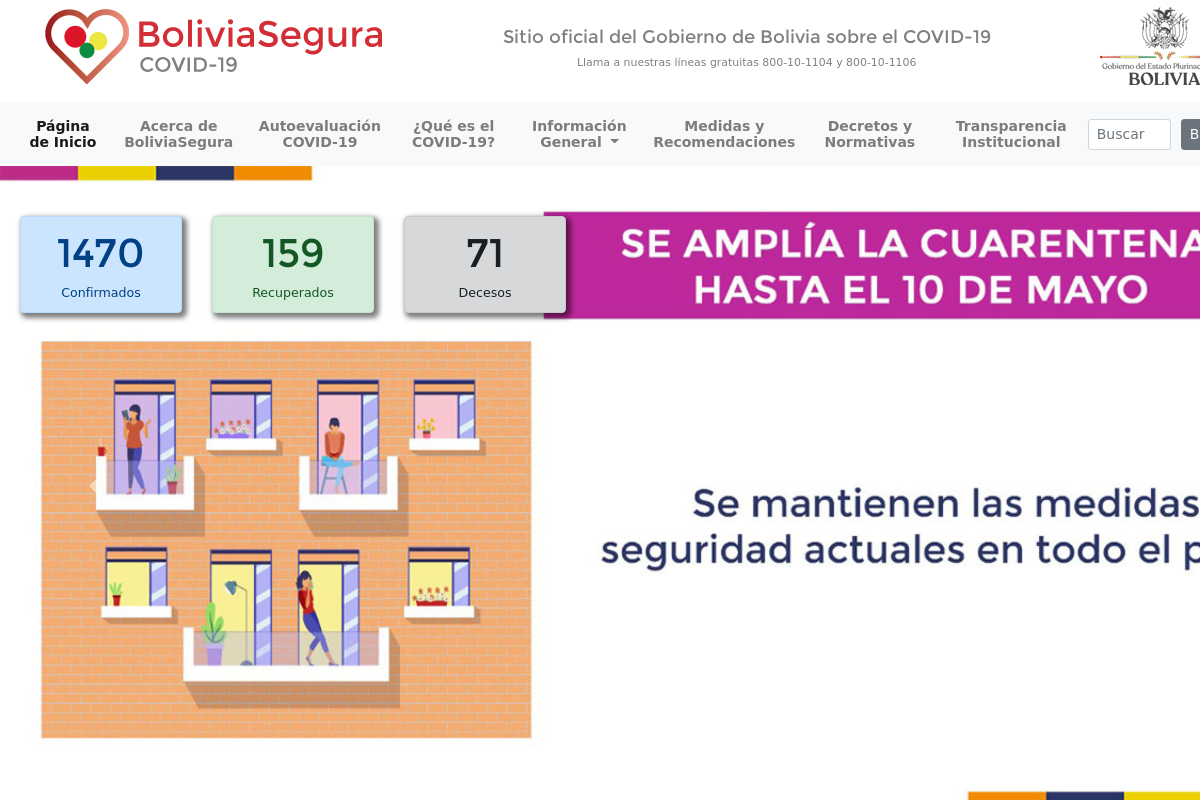 BoliviaSegura
COVID-19
Sitio oficial del Gobierno de Bolivia sobre el COVID-19
Llama a nuestras líneas gratuitas 800-10-1104 y 800-10-1106
Gobierno del Estado
BOLIVIA
Página
de Inicio
Acerca de
BoliviaSegura
Autoevaluación
COVID-19
¿Qué es el
COVID-19?
Información
General
Medidas y
Recomendaciones
Decretos y
Normativas
Transparencia
Institucional
Buscar
B
1470
Confirmados
159
Recuperados
71
Decesos
SE AMPLÍA LA CUARENTENA
HASTA EL 10 DE MAYO
Se mantienen las medidas
seguridad actuales en todo el p